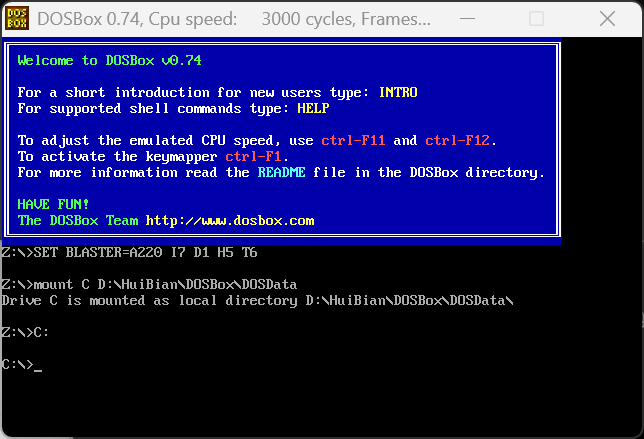 DOS
BOX
DOSBox 0.74, Cpu speed:    3000 cycles, Frames...
Welcome to DOSBox v0.74
For a short introduction for new users type: INTRO
For supported shell commands type: HELP
To adjust the emulated CPU speed, use ctrl-F11 and ctrl-F12.
To activate the keymapper ctrl-F1.
For more information read the README file in the DOSBox directory.
HAVE FUN!
The DOSBox Team http://www.dosbox.com
Z:\>SET BLASTER=A220 I7 D1 H5 T6
Z:\>mount C D:\HuiBian\DOSBox\DOSData
Drive C is mounted as local directory D:\HuiBian\DOSBox\DOSData\
Z:\>C:
C:\>_